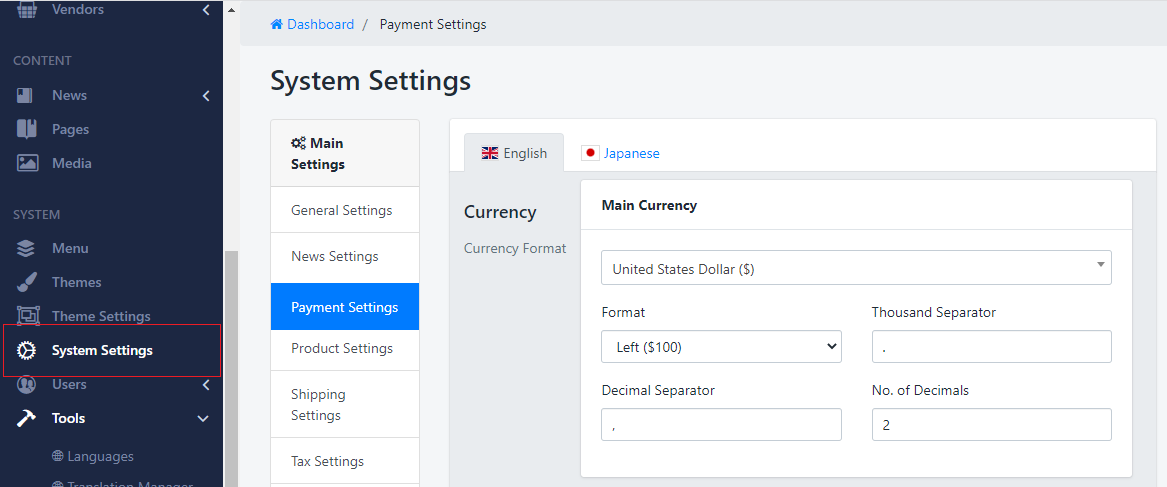 Vendors
CONTENT
News
Pages
Media
SYSTEM
Menu
Themes
Theme Settings
System Settings
Users
Tools
Languages
Translation Manager
Dashboard / Payment Settings
System Settings
Main
Settings
General Settings
News Settings
Payment Settings
Product Settings
Shipping
Settings
Tax Settings
English
Japanese
Currency
Currency Format
Main Currency
United States Dollar ($)
Format
Thousand Separator
Left ($100)
.
Decimal Separator
No. of Decimals
,
2